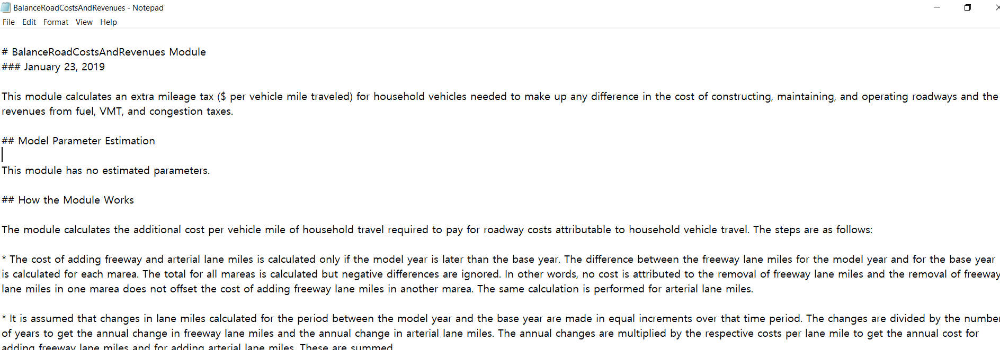 BalanceRoadCostsAndRevenues - Notepad
File Edit Format View Help
# BalanceRoadCostsAndRevenues Module
### January 23, 2019
This module calculates an extra mileage tax ($ per vehicle mile traveled) for household vehicles needed to make up any difference in the cost of constructing, maintaining, and operating roadways and the
revenues from fuel, VMT, and congestion taxes.
## Model Parameter Estimation
This module has no estimated parameters.
## How the Module Works
The module calculates the additional cost per vehicle mile of household travel required to pay for roadway costs attributable to household vehicle travel. The steps are as follows:
* The cost of adding freeway and arterial lane miles is calculated only if the model year is later than the base year. The difference between the freeway lane miles for the model year and for the base year
is calculated for each marea. The total for all mareas is calculated but negative differences are ignored. In other words, no cost is attributed to the removal of freeway lane miles and the removal of freeway
lane miles in one marea does not offset the cost of adding freeway lane miles in another marea. The same calculation is performed for arterial lane miles.
* It is assumed that changes in lane miles calculated for the period between the model year and the base year are made in equal increments over that time period. The changes are divided by the number
of years to get the annual change in freeway lane miles and the annual change in arterial lane miles. The annual changes are multiplied by the respective costs per lane mile to get the annual cost for
adding freeway lane miles and for adding arterial lane miles. These are summed.